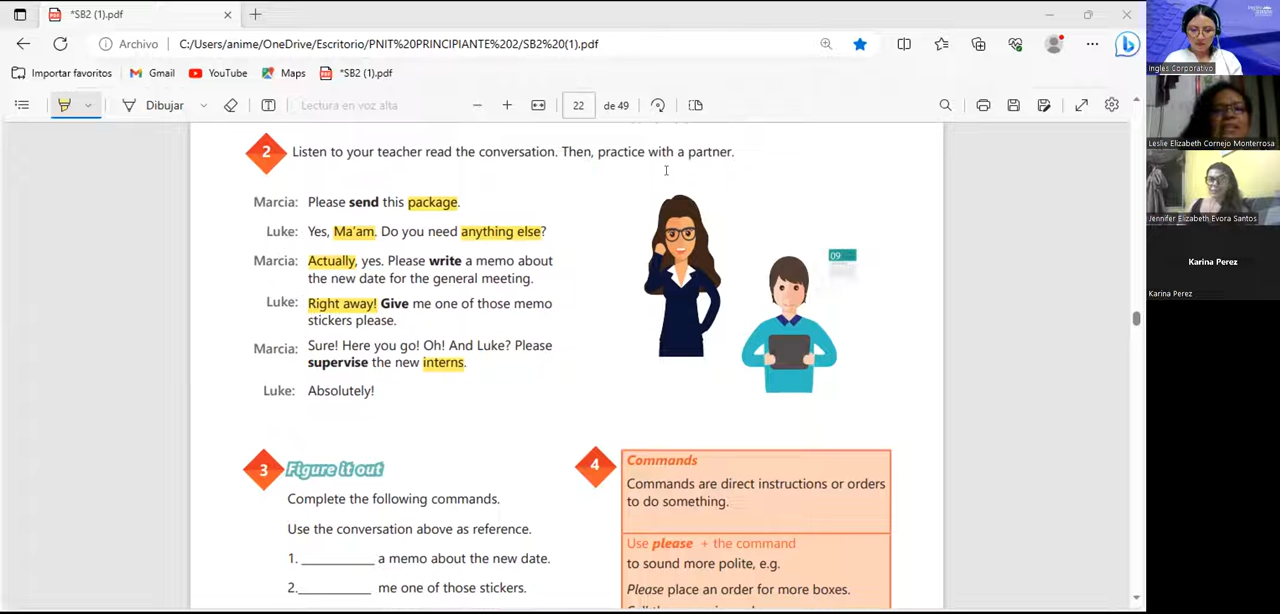 *SB2 (1).pdf
Archivo
C:/Users/anime/OneDrive/Escritorio/PNIT%20PRINCIPIANTE%202/SB2%20(1).pdf
Importar favoritos
Gmail
YouTube
Maps
*SB2 (1).pdf
Dibujar
Lectura en voz alta
22
de 49
2
Listen to your teacher read the conversation. Then, practice with a partner.
Marcia: Please send this package.
Luke: Yes, Ma'am. Do you need anything else?
Marcia: Actually, yes. Please write a memo about
the new date for the general meeting.
Luke: Right away! Give me one of those memo
stickers please.
Marcia: Sure! Here you go! Oh! And Luke? Please
supervise the new interns.
Luke: Absolutely!
09
3
Figure it out
Complete the following commands.
Use the conversation above as reference.
1. __________ a memo about the new date.
2.__________ me one of those stickers.
4
Commands
Commands are direct instructions or orders
to do something.
Use please + the command
to sound more polite, e.g.
Please place an order for more boxes.
Ingles Corporativo
Leslie Elizabeth Cornejo Monterrosa
Jennifer Elizabeth Evora Santos
Karina Perez
Karina Perez